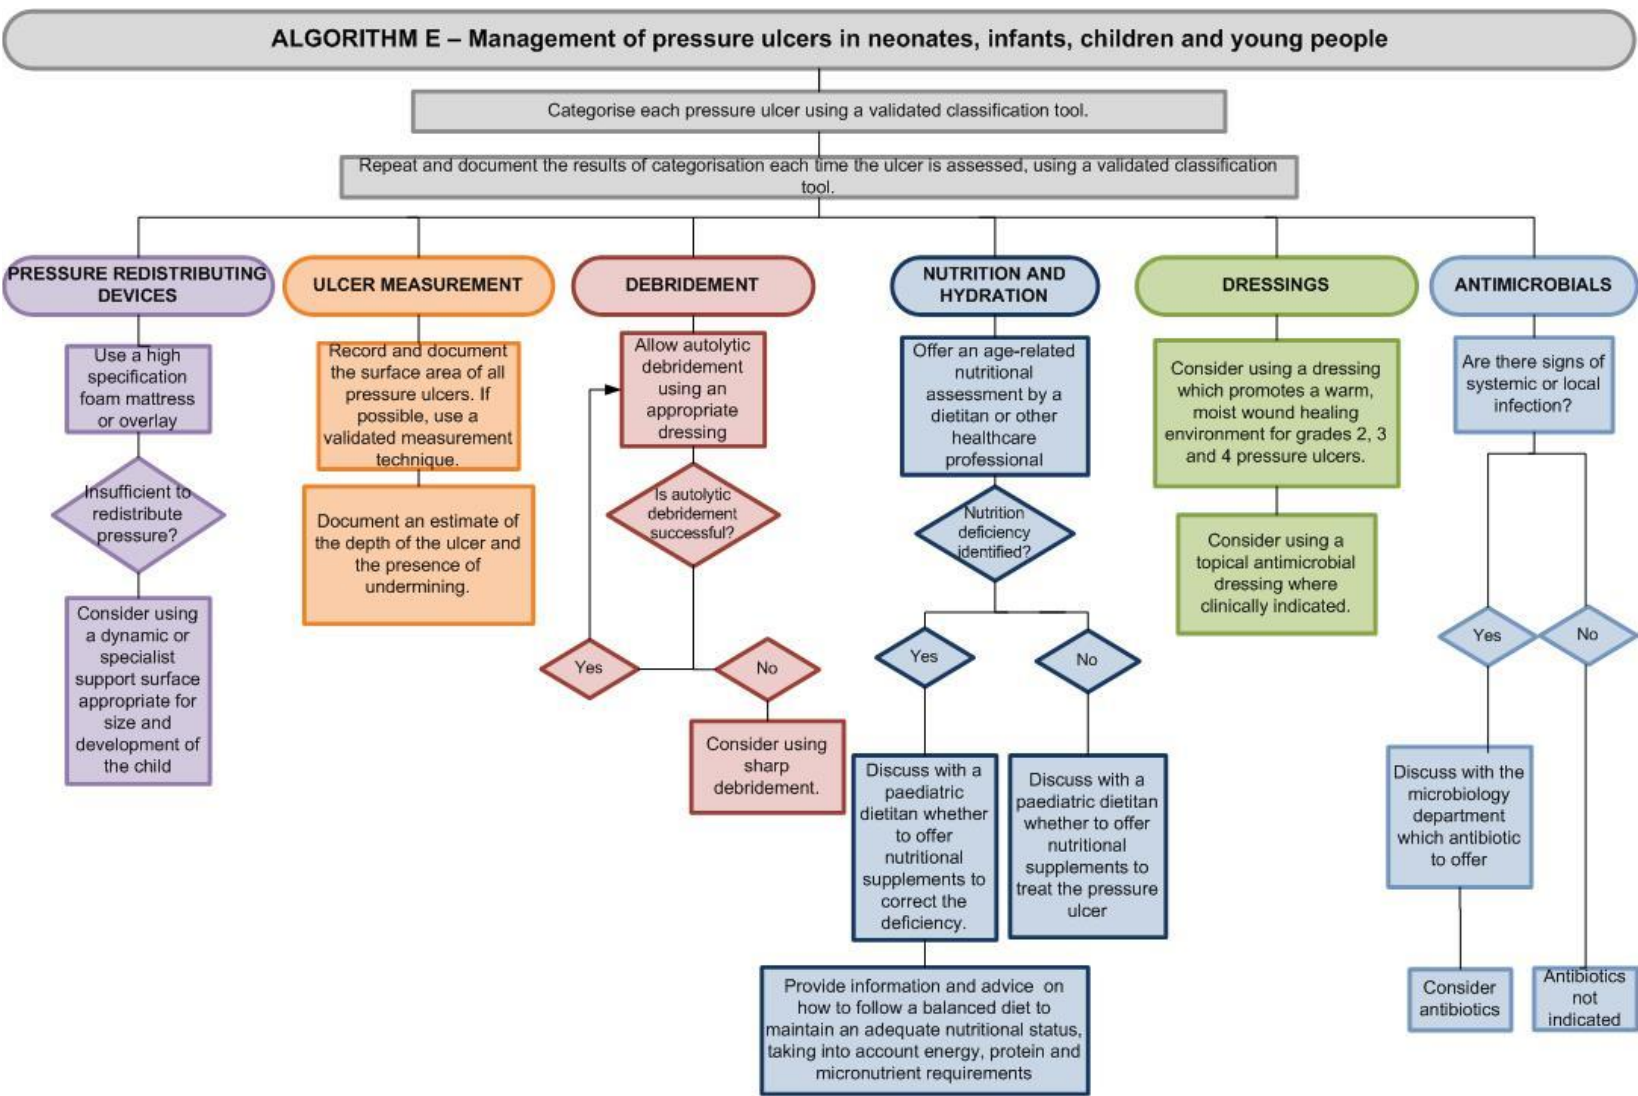 ALGORITHM E – Management of pressure ulcers in neonates, infants, children and young people
Categorise each pressure ulcer using a validated classification tool.
Repeat and document the results of categorisation each time the ulcer is assessed, using a validated classification
tool.
PRESSURE REDISTRIBUTING
DEVICES
Use a high
specification
foam mattress
or overlay
Insufficient to
redistribute
pressure?
Consider using
a dynamic or
specialist
support surface
appropriate for
size and
development of
the child
ULCER MEASUREMENT
Record and document
the surface area of all
pressure ulcers. If
possible, use a
validated measurement
technique.
Document an estimate of
the depth of the ulcer and
the presence of
undermining.
DEBRIDEMENT
Allow autolytic
debridement
using an
appropriate
dressing
Is autolytic
debridement
successful?
Yes
No
Consider using
sharp
debridement.
NUTRITION AND
HYDRATION
Offer an age-related
nutritional
assessment by a
dietitan or other
healthcare
professional
Nutrition
deficiency
identified?
Yes
No
Discuss with a
paediatric
dietitan whether
to offer
nutritional
supplements to
correct the
deficiency.
Discuss with a
paediatric dietitan
whether to offer
nutritional
supplements to
treat the pressure
ulcer
Provide information and advice on
how to follow a balanced diet to
maintain an adequate nutritional status,
taking into account energy, protein and
micronutrient requirements
DRESSINGS
Consider using a dressing
which promotes a warm,
moist wound healing
environment for grades 2, 3
and 4 pressure ulcers.
Consider using a
topical antimicrobial
dressing where
clinically indicated.
ANTIMICROBIALS
Are there signs of
systemic or local
infection?
Yes
No
Discuss with the
microbiology
department
which antibiotic
to offer
Consider
antibiotics
Antibiotics
not
indicated